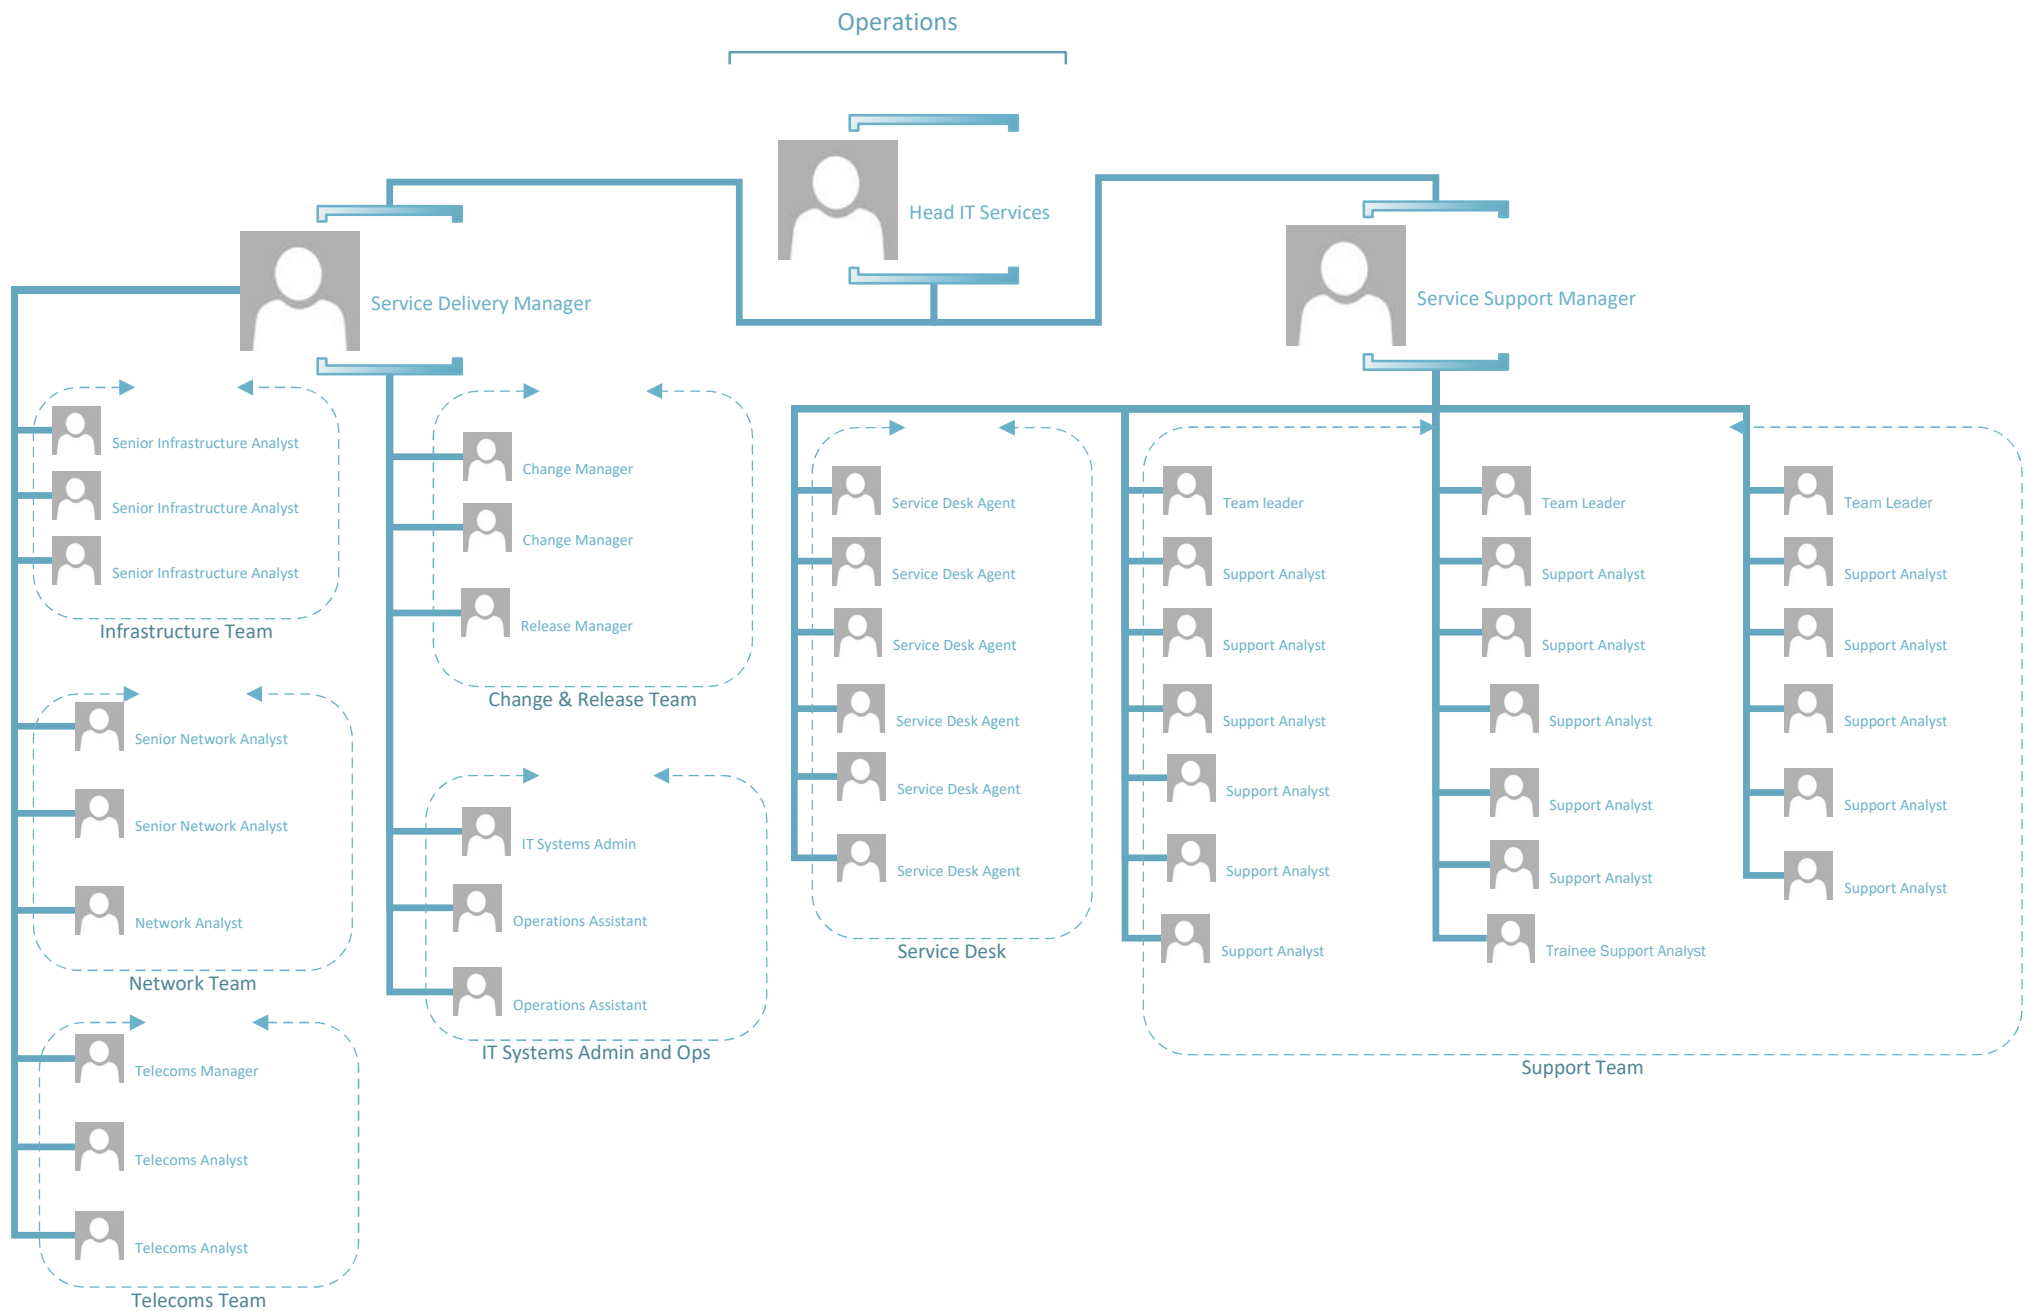 Operations
Head IT Services
Service Delivery Manager
Service Support Manager
Senior Infrastructure Analyst
Senior Infrastructure Analyst
Senior Infrastructure Analyst
Infrastructure Team
Senior Network Analyst
Senior Network Analyst
Network Analyst
Network Team
Telecoms Manager
Telecoms Analyst
Telecoms Analyst
Telecoms Team
Change Manager
Change Manager
Release Manager
Change & Release Team
IT Systems Admin
Operations Assistant
Operations Assistant
IT Systems Admin and Ops
Service Desk Agent
Service Desk Agent
Service Desk Agent
Service Desk Agent
Service Desk Agent
Service Desk Agent
Service Desk
Team leader
Support Analyst
Support Analyst
Support Analyst
Support Analyst
Support Analyst
Support Analyst
Team Leader
Support Analyst
Support Analyst
Support Analyst
Support Analyst
Support Analyst
Trainee Support Analyst
Team Leader
Support Analyst
Support Analyst
Support Analyst
Support Analyst
Support Analyst
Support Team